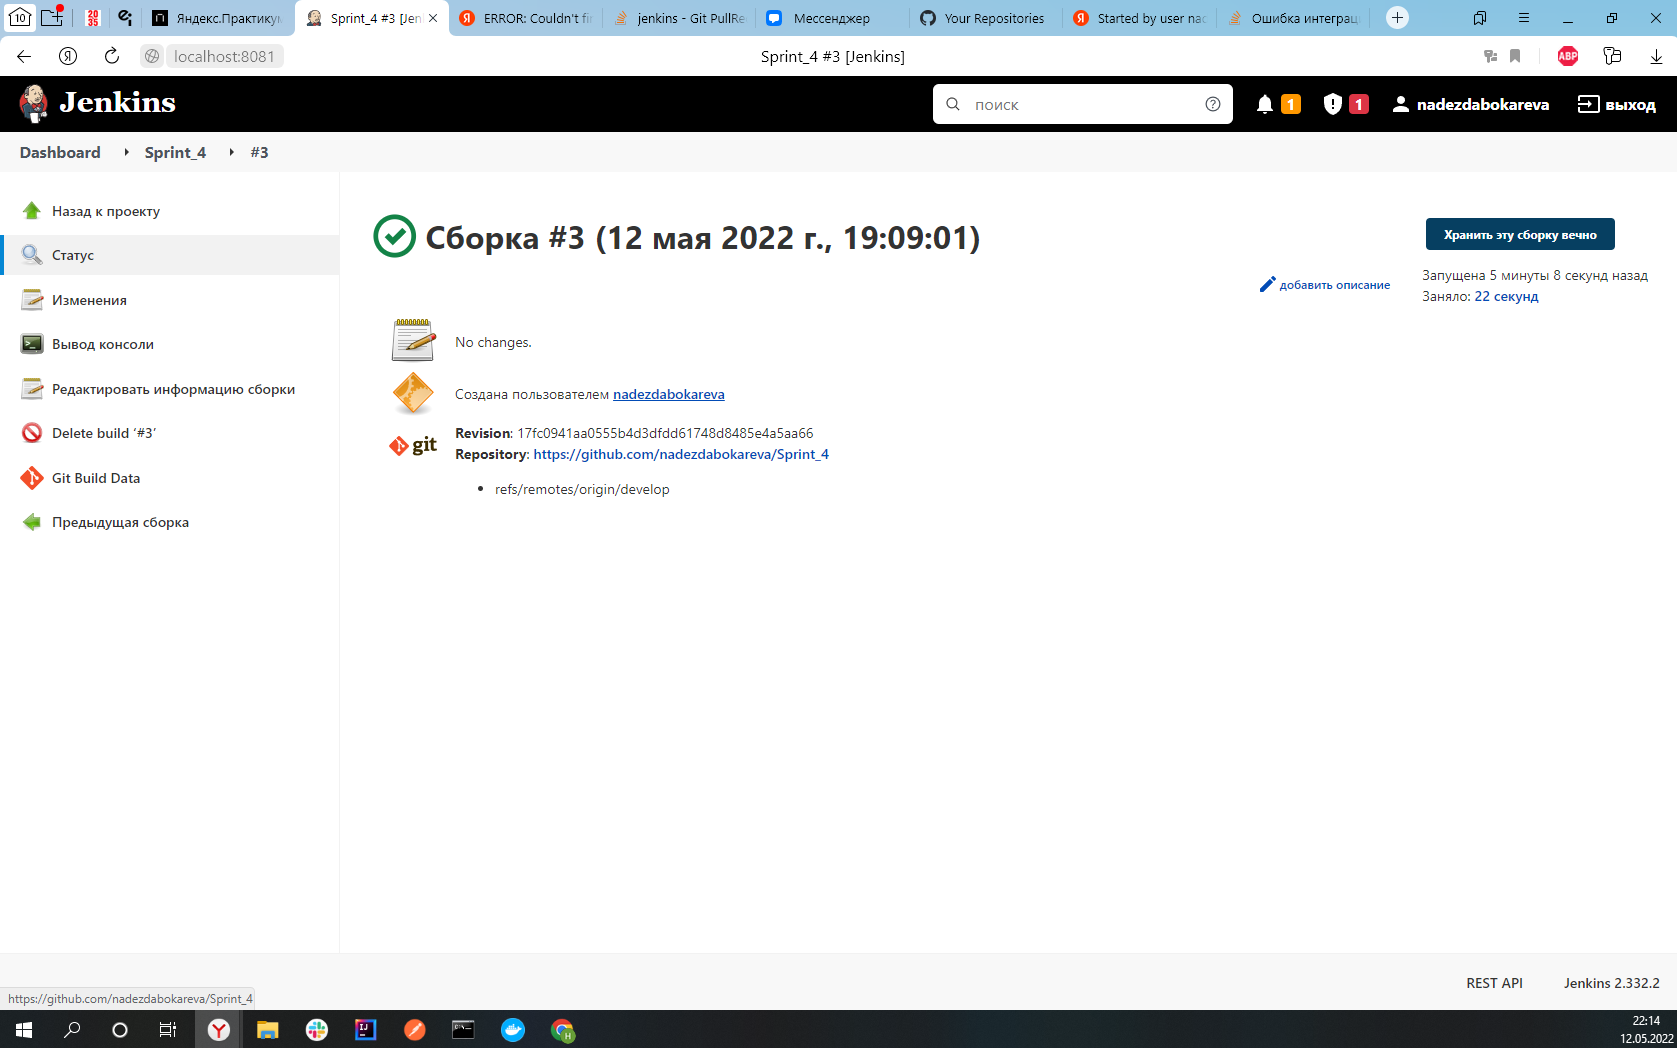 10
20
35
Яндекс.Практикум
Sprint_4 #3 [Jen
ERROR: Couldn't fi
jenkins - Git PullRe
Мессенджер
Your Repositories
Started by user nad
Ошибка интеграц
localhost:8081
Sprint_4 #3 [Jenkins]
ABP
Jenkins
поиск
1
1
nadezdabokareva
выход
Dashboard
Sprint_4
#3
Назад к проекту
Статус
Изменения
Вывод консоли
Редактировать информацию сборки
Delete build ‘#3’
Git Build Data
Предыдущая сборка
Сборка #3 (12 мая 2022 г., 19:09:01)
Хранить эту сборку вечно
добавить описание
Запущена 5 минуты 8 секунд назад
Заняло: 22 секунд
No changes.
Создана пользователем nadezdabokareva
git
Revision: 17fc0941aa0555b4d3dfdd61748d8485e4a5aa66
Repository: https://github.com/nadezdabokareva/Sprint_4
refs/remotes/origin/develop
REST API
Jenkins 2.332.2
https://github.com/nadezdabokareva/Sprint_4
22:14
12.05.2022